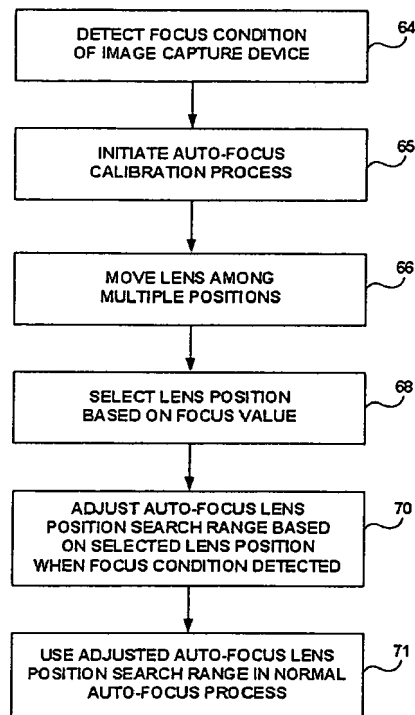 DETECT FOCUS CONDITION
OF IMAGE CAPTURE DEVICE
64
INITIATE AUTO-FOCUS
CALIBRATION PROCESS
65
MOVE LENS AMONG
MULTIPLE POSITIONS
66
SELECT LENS POSITION
BASED ON FOCUS VALUE
68
ADJUST AUTO-FOCUS LENS
POSITION SEARCH RANGE BASED
ON SELECTED LENS POSITION
WHEN FOCUS CONDITION DETECTED
70
USE ADJUSTED AUTO-FOCUS LENS
POSITION SEARCH RANGE IN NORMAL
AUTO-FOCUS PROCESS
71